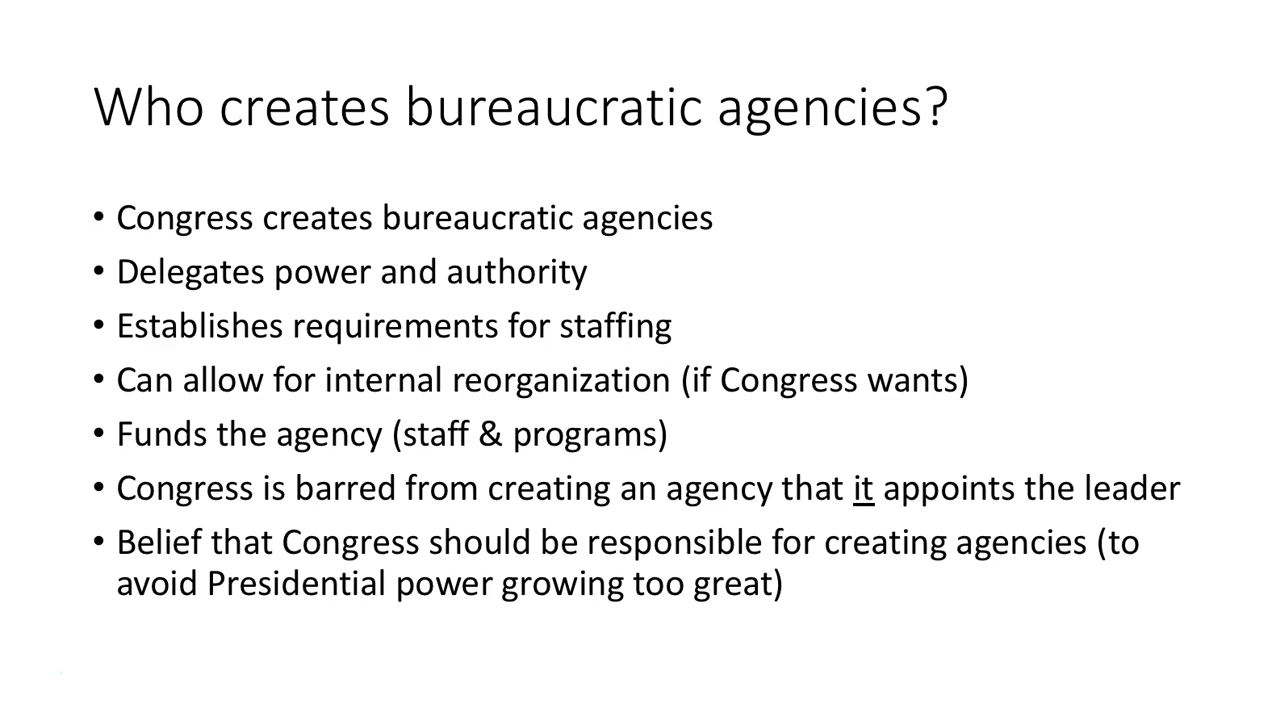 Who creates bureaucratic agencies?
• Congress creates bureaucratic agencies
• Delegates power and authority
• Establishes requirements for staffing
• Can allow for internal reorganization (if Congress wants)
• Funds the agency (staff & programs)
• Congress is barred from creating an agency that it appoints the leader
• Belief that Congress should be responsible for creating agencies (to
avoid Presidential power growing too great)